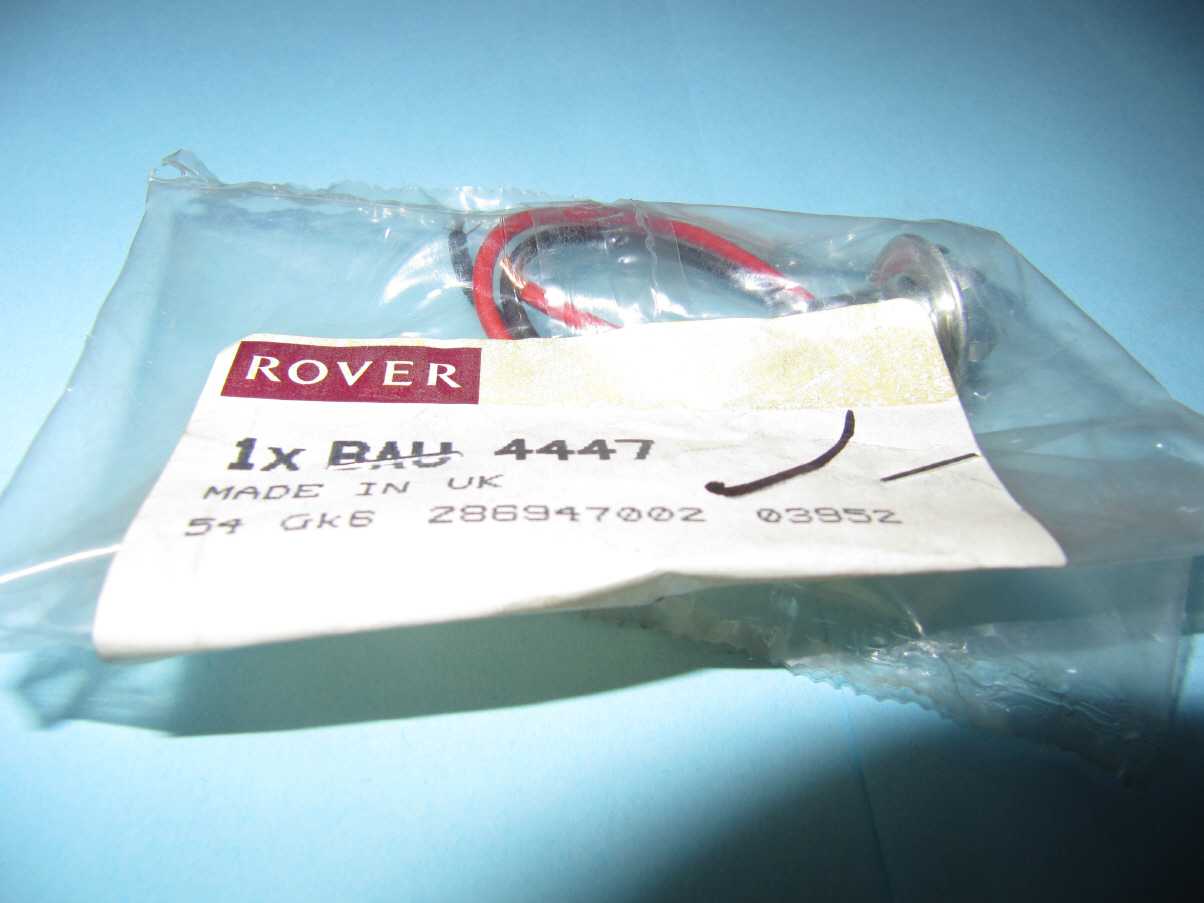 ROVER
1x BAU 4447
MADE IN UK
54 Gk6 286947002 03952